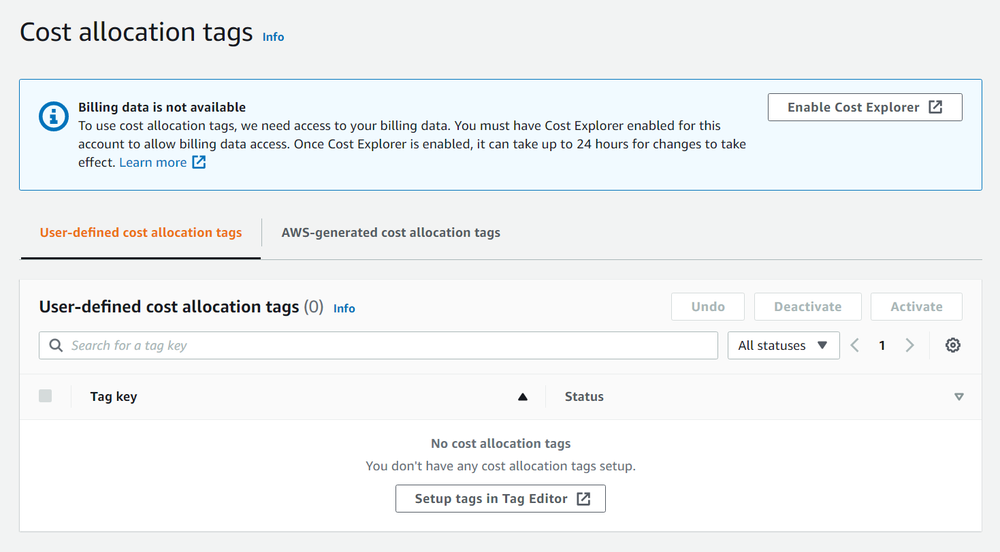 Cost allocation tags Info
Billing data is not available
Enable Cost Explorer
To use cost allocation tags, we need access to your billing data. You must have Cost Explorer enabled for this
account to allow billing data access. Once Cost Explorer is enabled, it can take up to 24 hours for changes to take
effect. Learn more
User-defined cost allocation tags
AWS-generated cost allocation tags
User-defined cost allocation tags (0) Info
Undo
Deactivate
Activate
Search for a tag key
All statuses
1
Tag key
Status
No cost allocation tags
You don't have any cost allocation tags setup.
Setup tags in Tag Editor